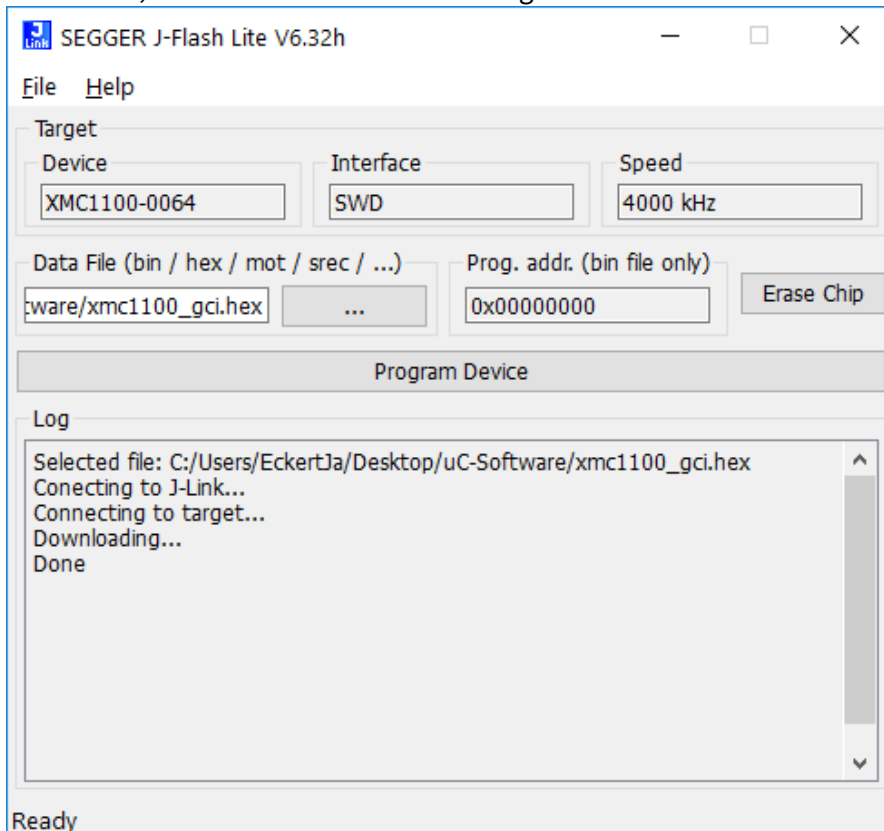 J Link SEGGER J-Flash Lite V6.32h
File Help
Target
Device Interface Speed
XMC1100-0064 SWD 4000 kHz
Data File (bin / hex / mot / srec / ...) Prog. addr. (bin file only)
:ware/xmc1100_gci.hex ... 0x00000000 Erase Chip
Program Device
Log
Selected file: C:/Users/EckertJa/Desktop/uC-Software/xmc1100_gci.hex
Conecting to J-Link...
Connecting to target...
Downloading...
Done
Ready